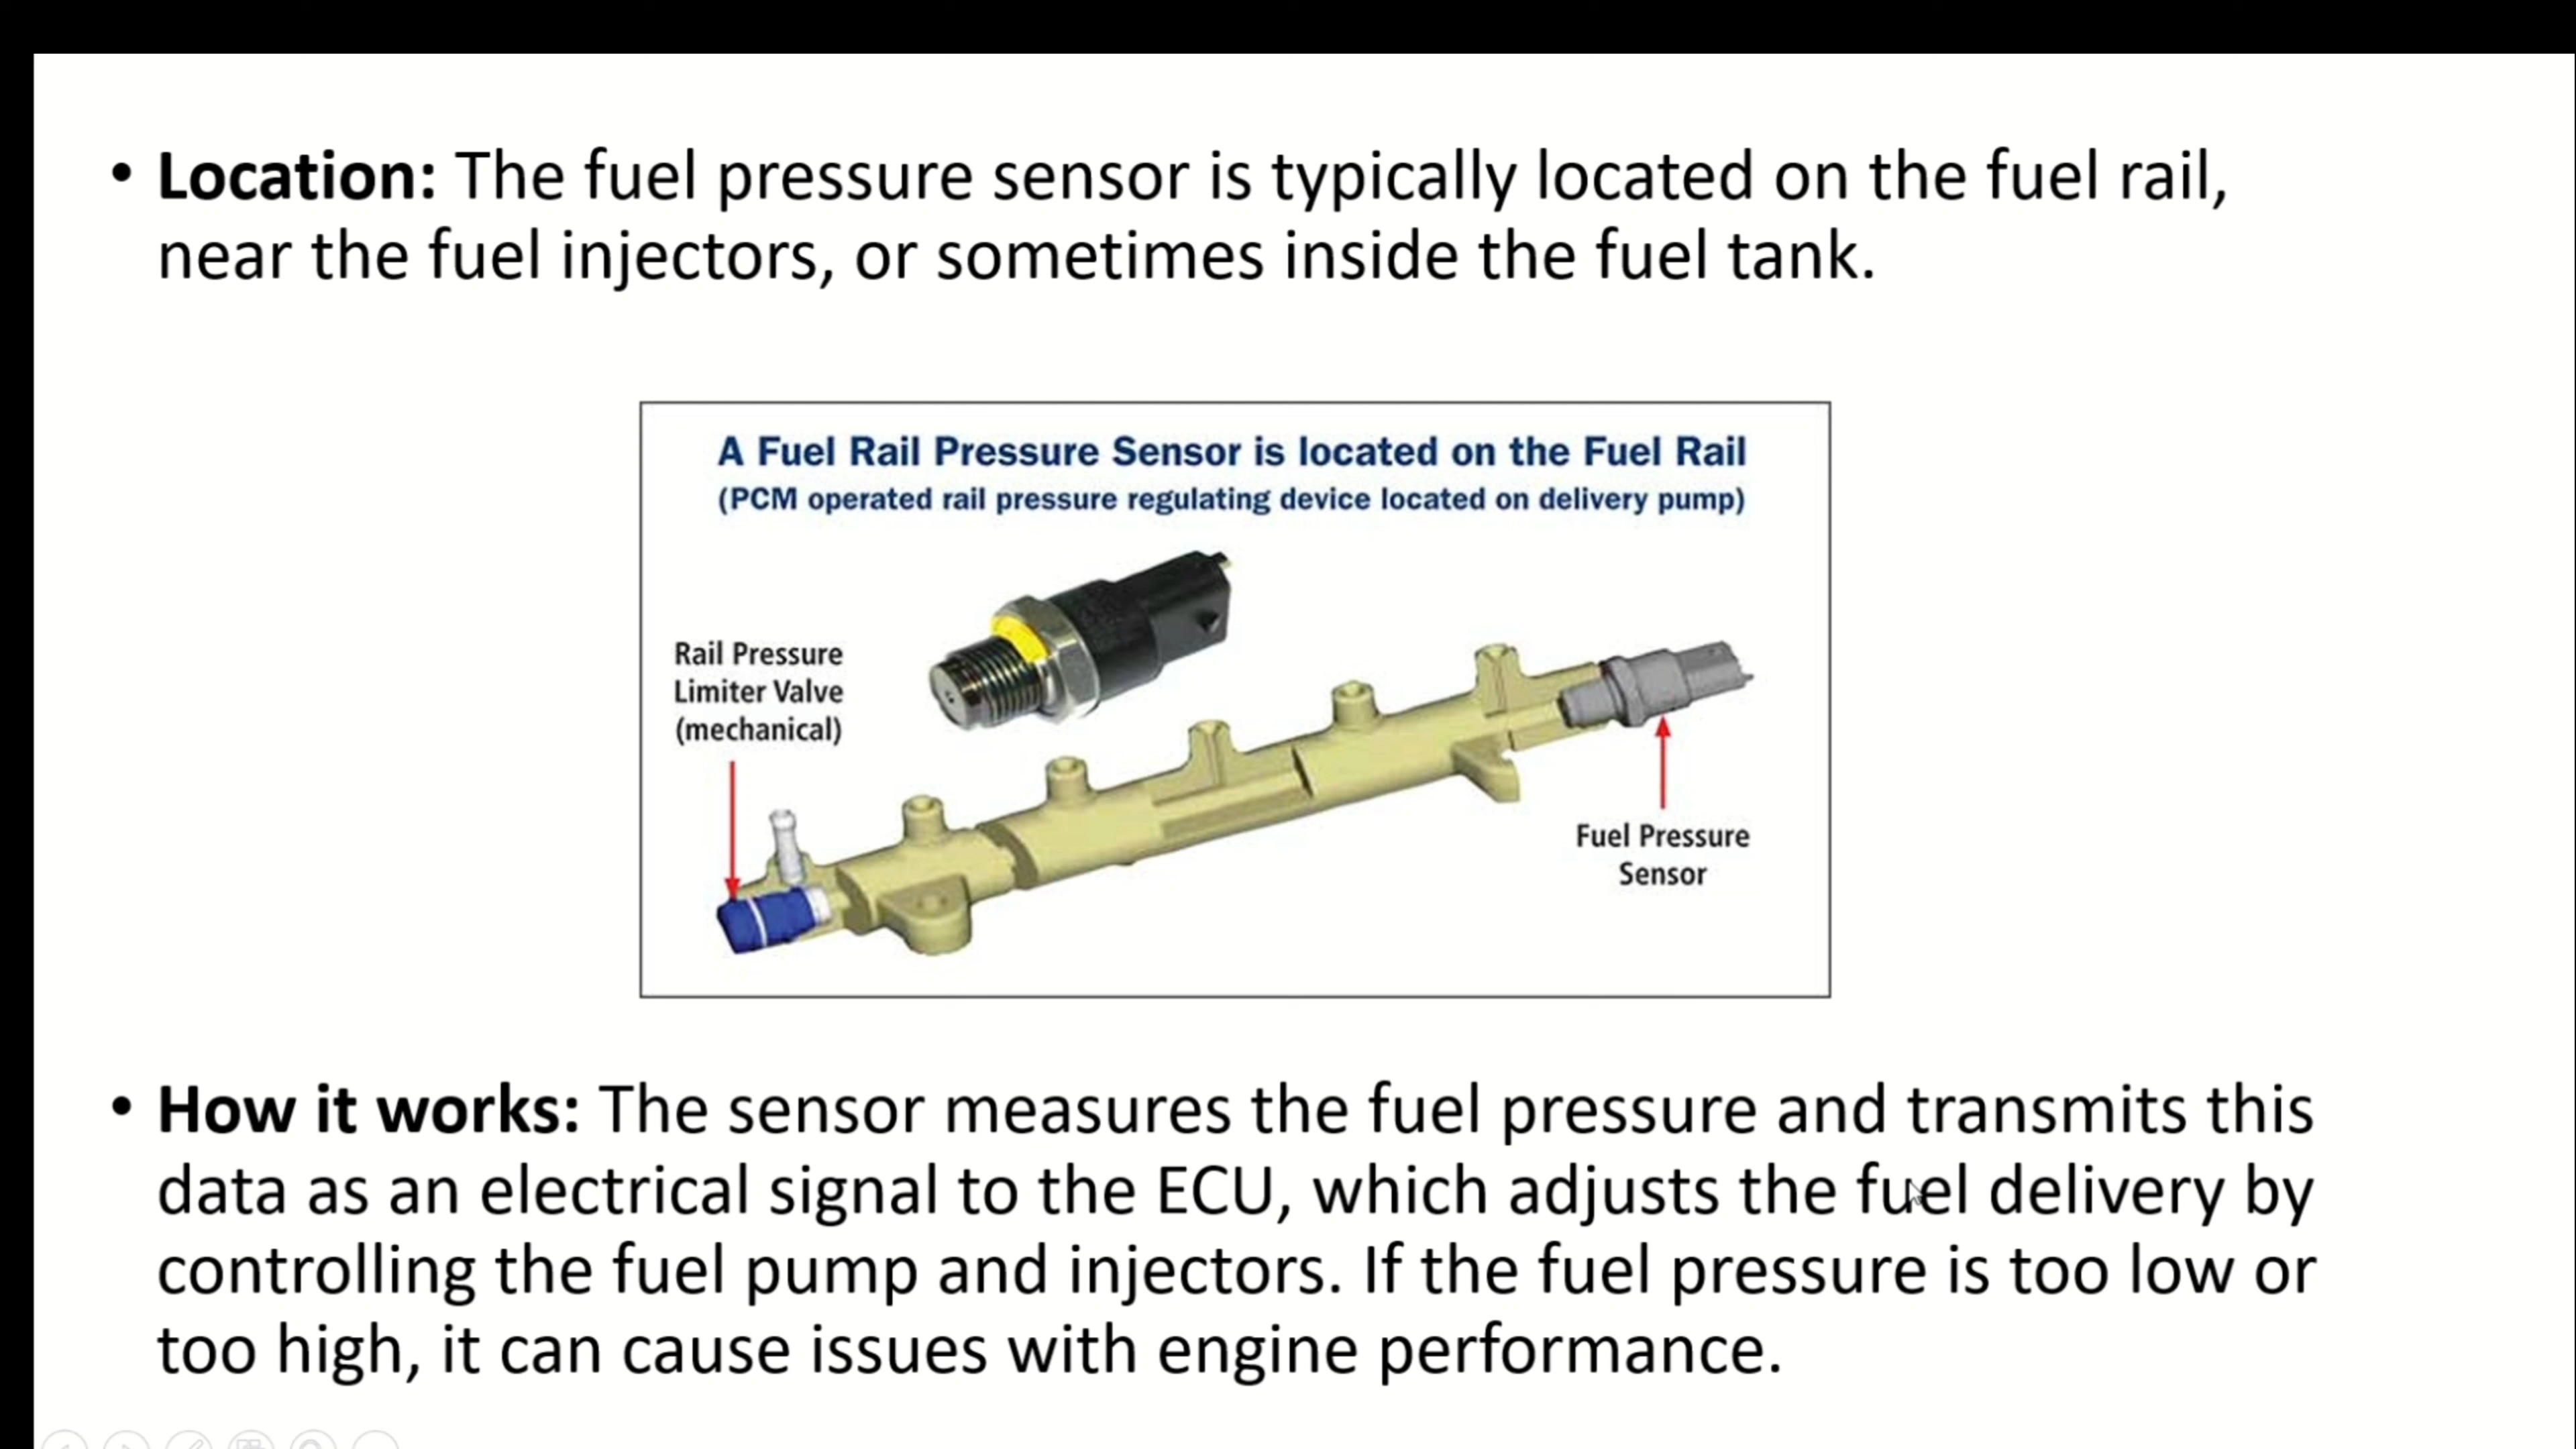 • Location: The fuel pressure sensor is typically located on the fuel rail,
near the fuel injectors, or sometimes inside the fuel tank.
A Fuel Rail Pressure Sensor is located on the Fuel Rail
(PCM operated rail pressure regulating device located on delivery pump)
Rail Pressure
Limiter Valve
(mechanical)
Fuel Pressure
Sensor
• How it works: The sensor measures the fuel pressure and transmits this
data as an electrical signal to the ECU, which adjusts the fuel delivery by
controlling the fuel pump and injectors. If the fuel pressure is too low or
too high, it can cause issues with engine performance.